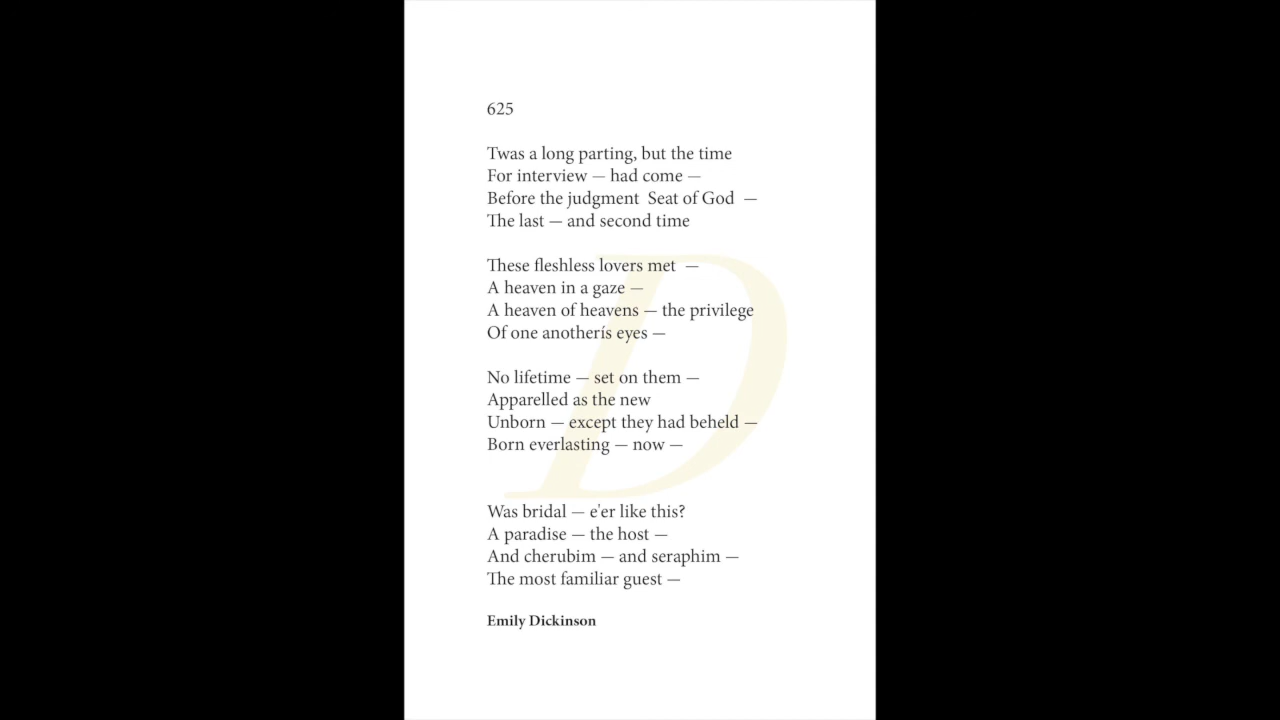 625
Twas a long parting, but the time
For interview — had come —
Before the judgment  Seat of God  —
The last — and second time
These fleshless lovers met  —
A heaven in a gaze —
A heaven of heavens — the privilege
Of one anotherís eyes —
No lifetime — set on them —
Apparelled as the new
Unborn — except they had beheld —
Born everlasting — now —
Was bridal — e'er like this?
A paradise — the host —
And cherubim — and seraphim —
The most familiar guest —
Emily Dickinson
D